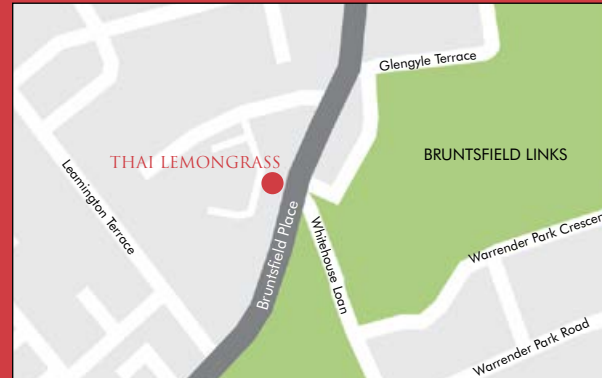 Glengyle Terrace
THAI LEMONGRASS
BRUNTSFIELD LINKS
Leamington Terrace
Bruntsfield Place
Whitehouse Loan
Warrender Park Crescen
Warrender Park Road